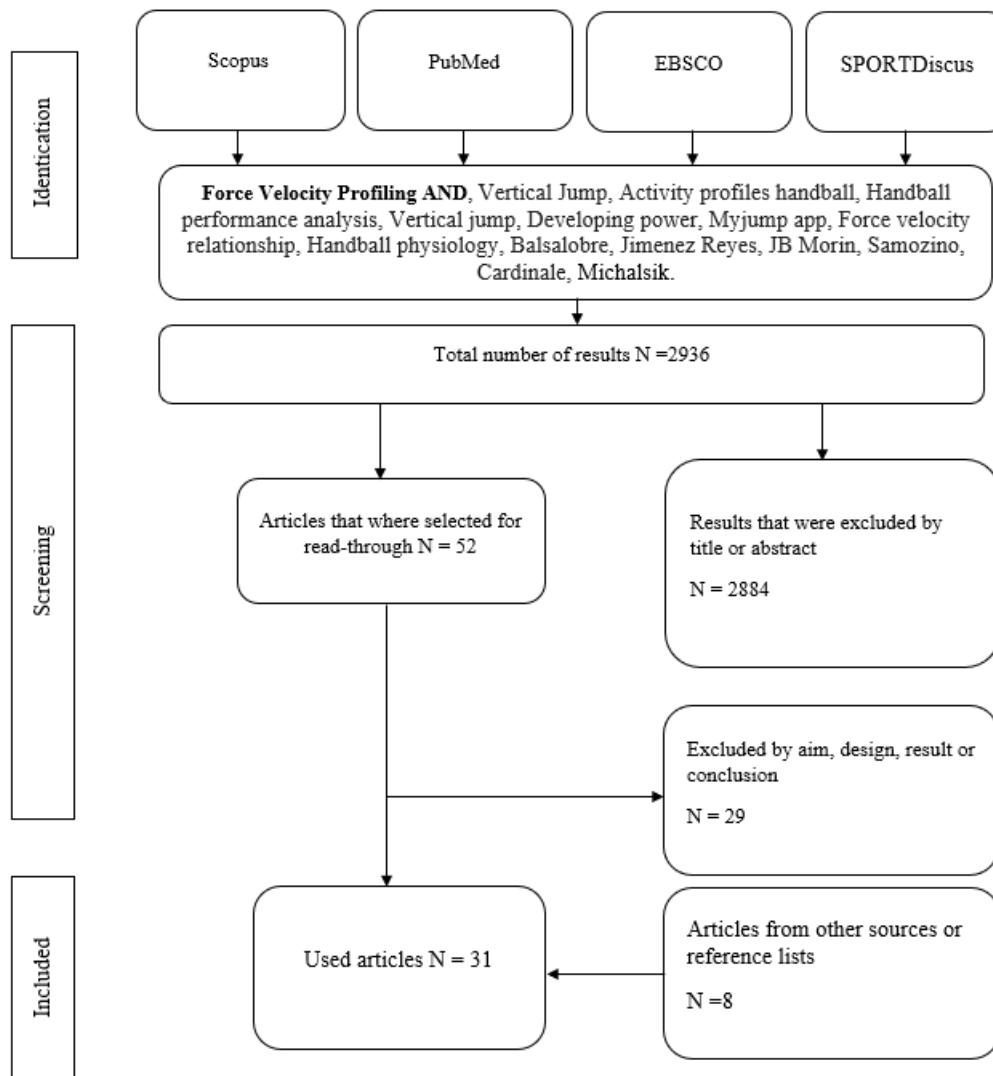 Identication
Scopus
PubMed
EBSCO
SPORTDiscus
Force Velocity Profiling AND, Vertical Jump, Activity profiles handball, Handball
performance analysis, Vertical jump, Developing power, Myjump app, Force velocity
relationship, Handball physiology, Balsalobre, Jimenez Reyes, JB Morin, Samozino,
Cardinale, Michalsik.
Screening
Total number of results N =2936
Articles that where selected for
read-through N = 52
Results that were excluded by
title or abstract
N = 2884
Excluded by aim, design, result or
conclusion
N = 29
Included
Used articles N = 31
Articles from other sources or
reference lists
N =8